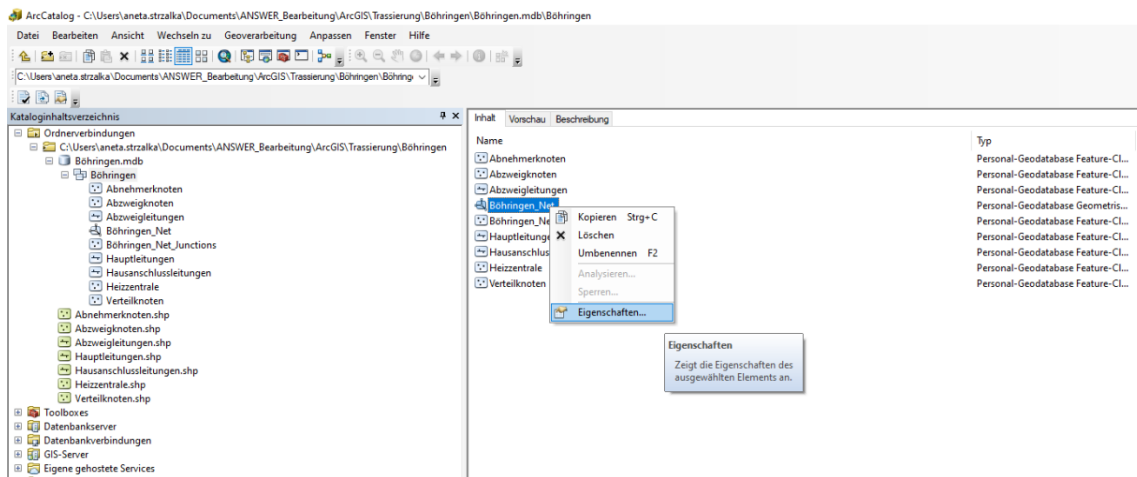 ArcCatalog - C:\Users\aneta.strzalka\Documents\ANSWER_Bearbeitung\ArcGIS\Trassierung\Böhringen\Böhringen.mdb\Böhringen
Datei Bearbeiten Ansicht Wechseln zu Geoverarbeitung Anpassen Fenster Hilfe
C:\Users\aneta.strzalka\Documents\ANSWER_Bearbeitung\ArcGIS\Trassierung\Böhringen\Böhring
Kataloginhaltsverzeichnis
Ordnerverbindungen
C:\Users\aneta.strzalka\Documents\ANSWER_Bearbeitung\ArcGIS\Trassierung\Böhringen
Böhringen.mdb
Böhringen
Abnehmerknoten
Abzweigknoten
Abzweigleitungen
Böhringen_Net
Böhringen_Net_Junctions
Hauptleitungen
Hausanschlussleitungen
Heizzentrale
Verteilknoten
Abnehmerknoten.shp
Abzweigknoten.shp
Abzweigleitungen.shp
Hauptleitungen.shp
Hausanschlussleitungen.shp
Heizzentrale.shp
Verteilknoten.shp
Toolboxes
Datenbankserver
Datenbankverbindungen
GIS-Server
Eigene gehostete Services
Inhalt Vorschau Beschreibung
Name Typ
Abnehmerknoten Personal-Geodatabase Feature-Cl...
Abzweigknoten Personal-Geodatabase Feature-Cl...
Abzweigleitungen Personal-Geodatabase Feature-Cl...
Böhringen_Net Personal-Geodatabase Geometris...
Böhringen_Ne Personal-Geodatabase Feature-Cl...
Hauptleitunge Personal-Geodatabase Feature-Cl...
Hausanschlus Personal-Geodatabase Feature-Cl...
Heizzentrale Personal-Geodatabase Feature-Cl...
Verteilknoten Personal-Geodatabase Feature-Cl...
Kopieren Strg+C
Löschen
Umbenennen F2
Analysieren...
Sperren...
Eigenschaften...
Eigenschaften
Zeigt die Eigenschaften des
ausgewählten Elements an.